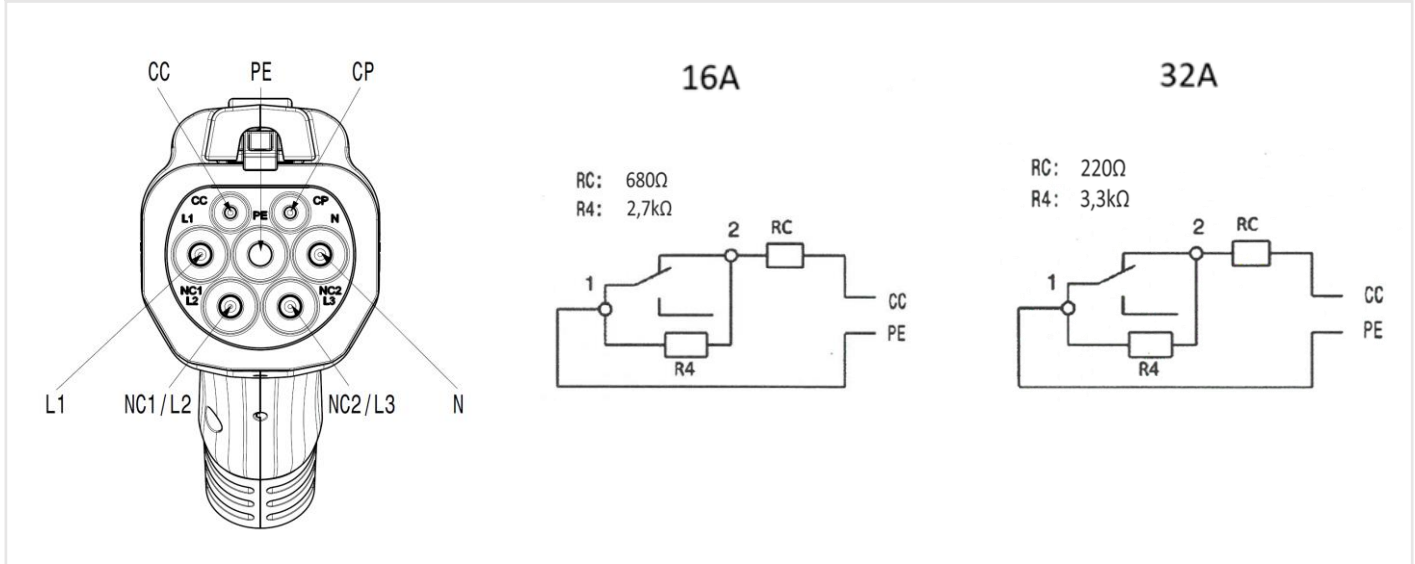 CC PE CP
CC CP
L1 PE N
NC1 NC2
L2 L3
L1 NC1/L2 NC2/L3 N
16A
RC: 680Ω
R4: 2,7kΩ
2 RC
1
CC
PE
R4
32A
RC: 220Ω
R4: 3,3kΩ
2 RC
1
CC
PE
R4